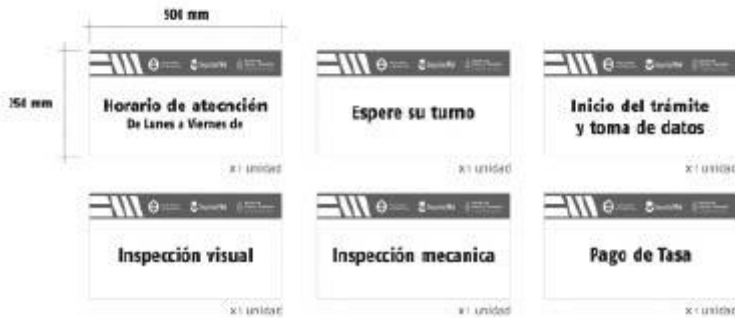 500 mm
250 mm
Horario de atecnción
De Lunes a Viernes de
x1 unidad
Espere su turno
x1 unidad
Inicio del trámite
y toma de datos
x1 unidad
Inspección visual
x1 unidad
Inspección mecanica
x1 unidad
Pago de Tasa
x1 unidad